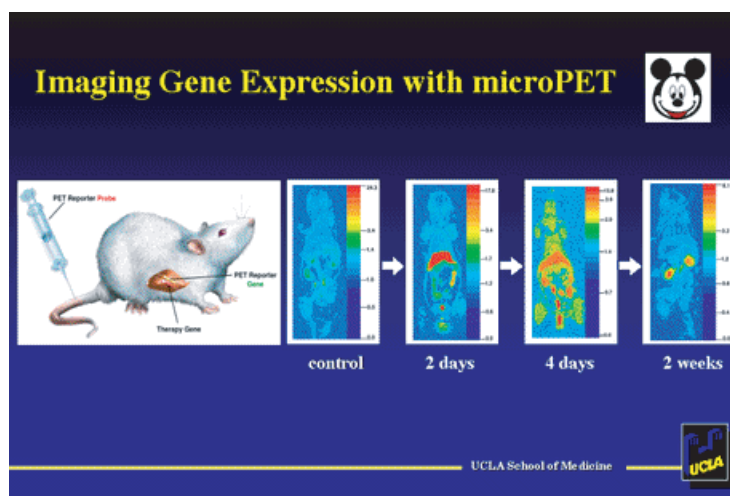 Imaging Gene Expression with microPET
PET Reporter Probe
PET Reporter
Gene
Therapy Gene
control
2 days
4 days
2 weeks
UCLA School of Medicine
UCLA